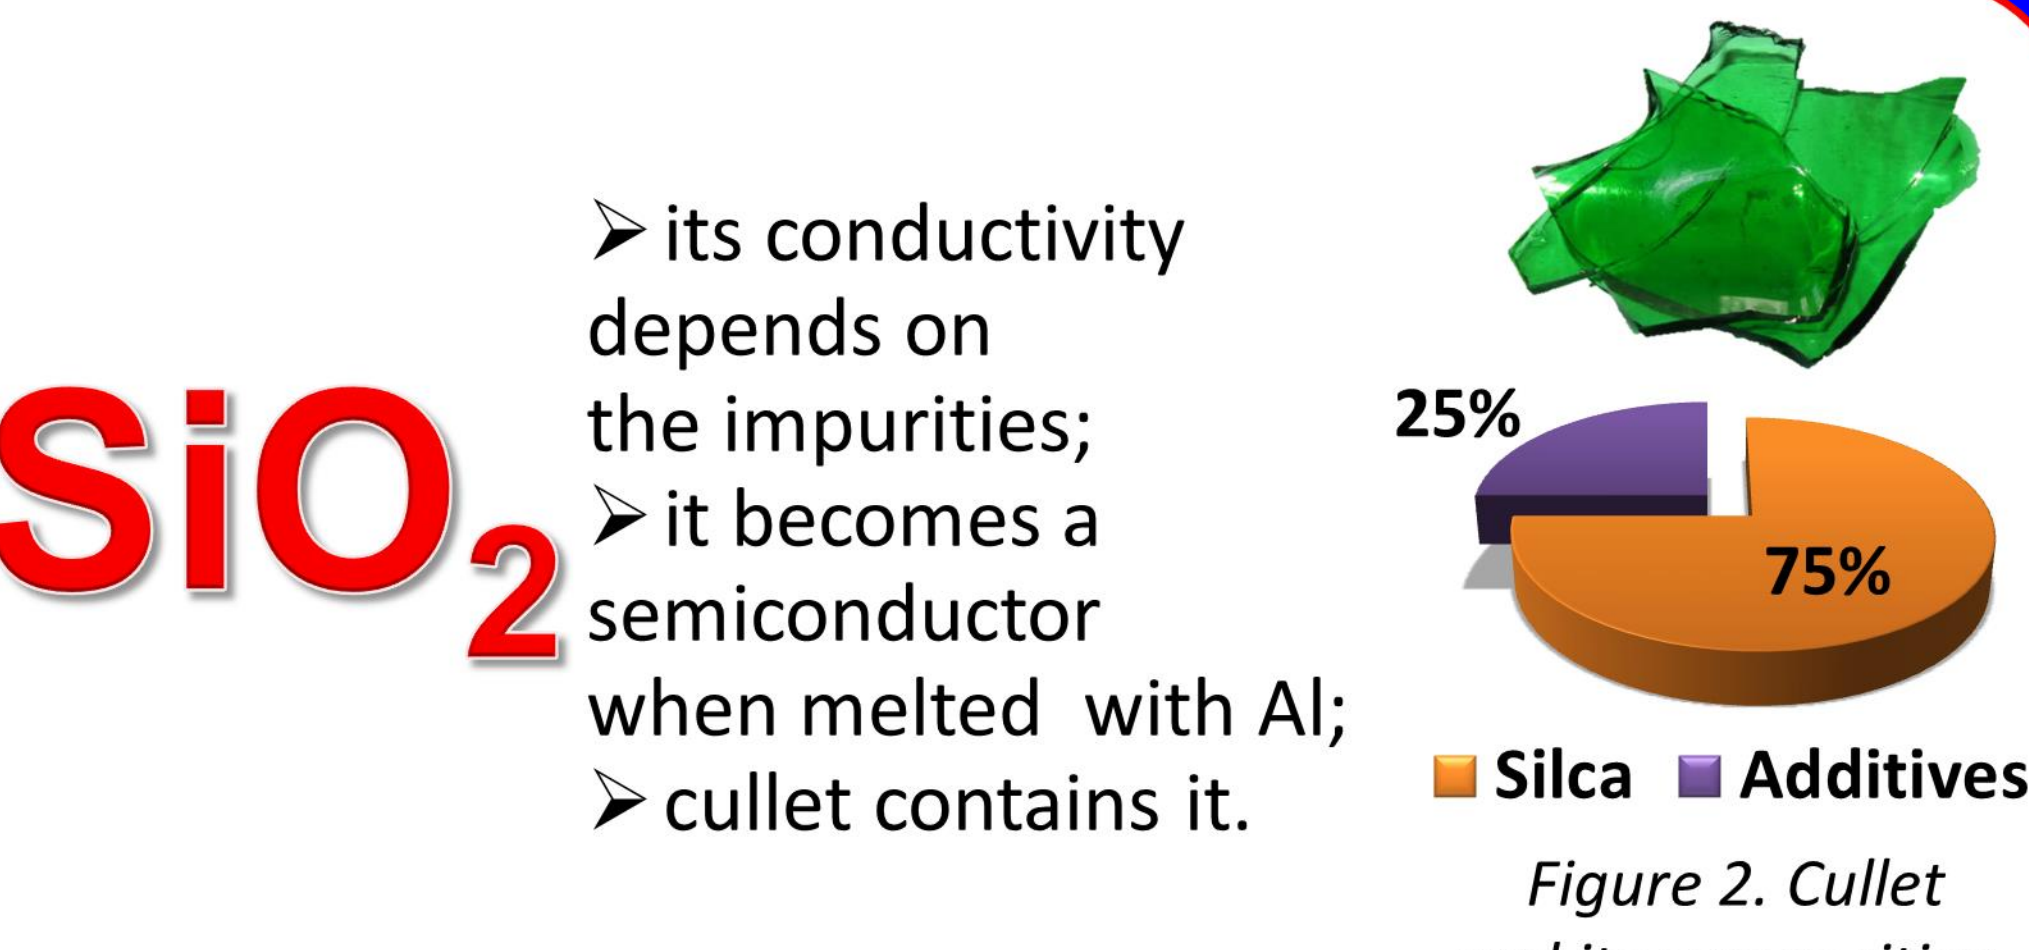 SiO₂
➢ its conductivity
depends on
the impurities;
➢ it becomes a
semiconductor
when melted with Al;
➢ cullet contains it.
25%
75%
Silca Additives
Figure 2. Cullet